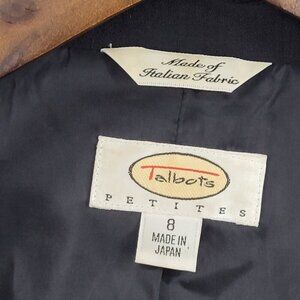 Made of
Italian Fabric
Talbots
PETITES
8
MADE IN
JAPAN